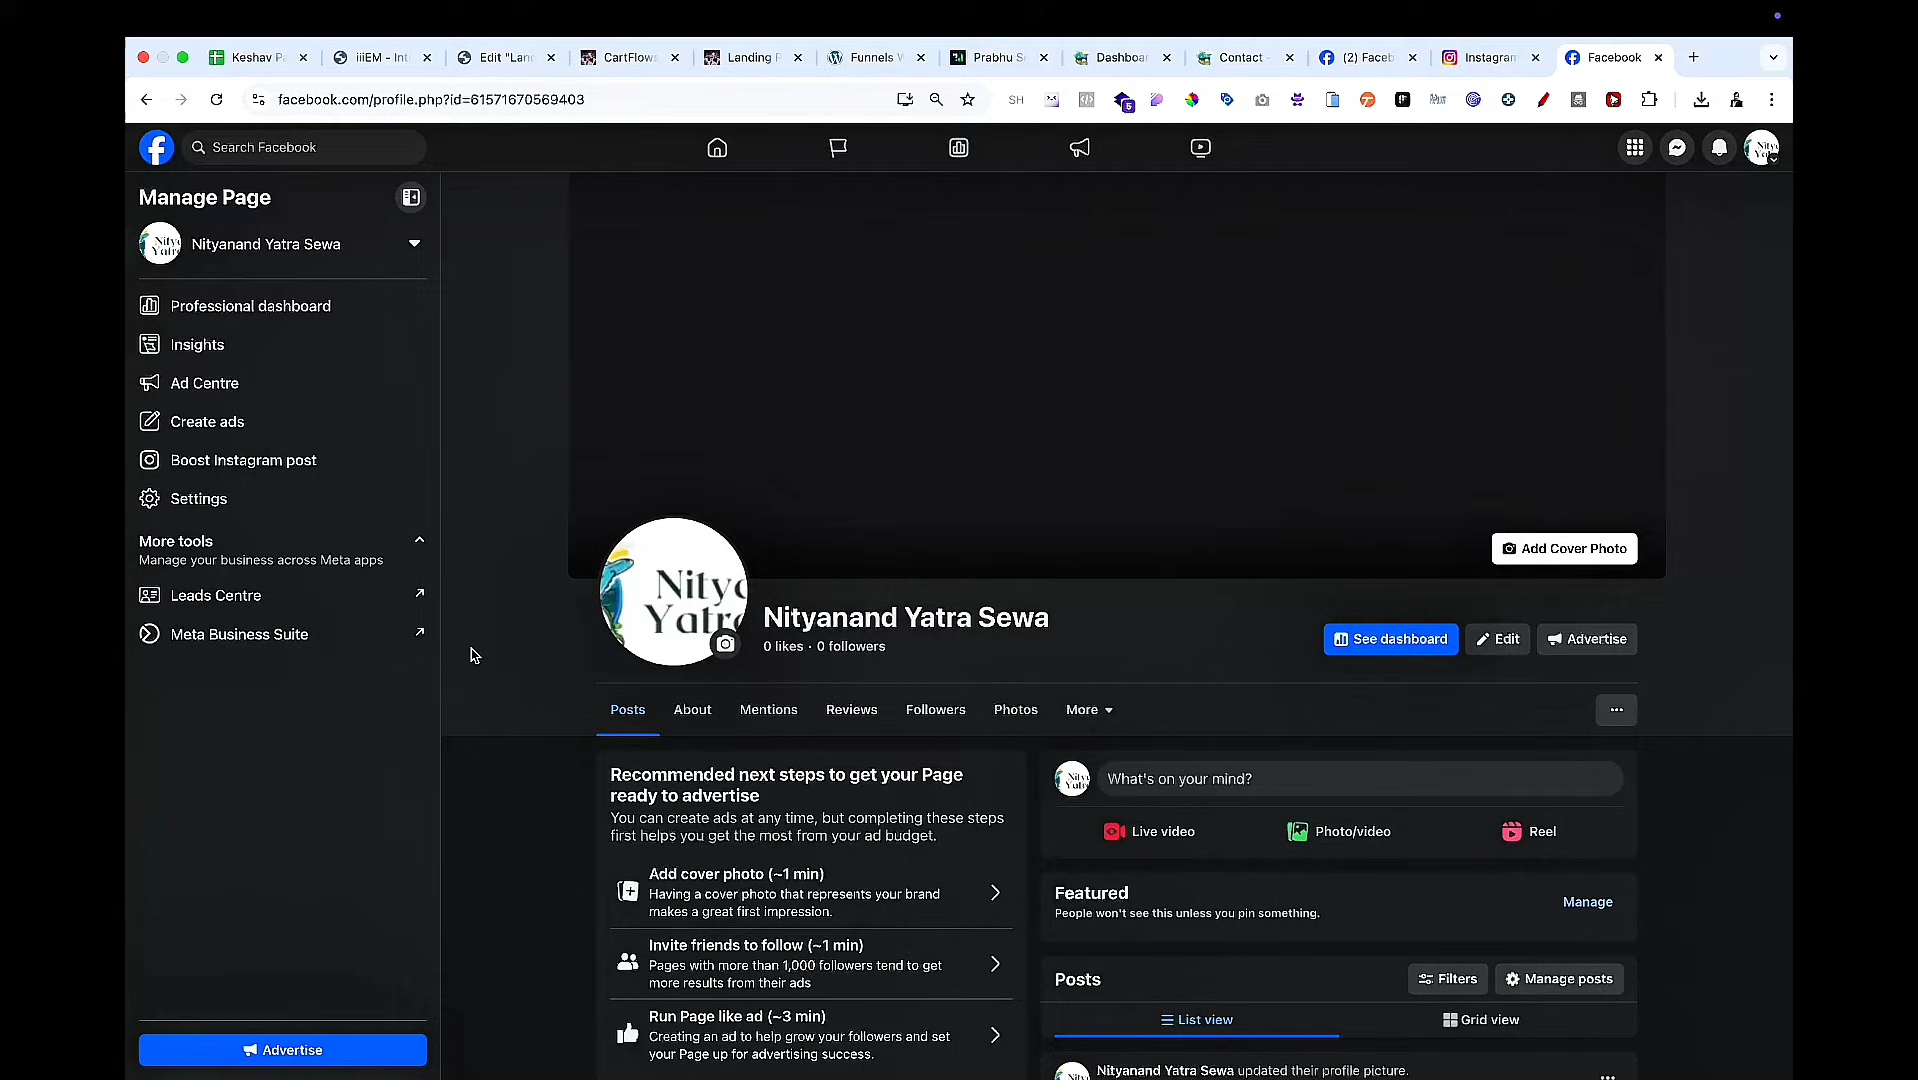 Keshav Pa
iiiEM - Int
Edit "Lan
CartFlows
Landing P
Funnels W
Prabhu S
Dashboar
Contact -
(2) Faceb
Instagram
Facebook
facebook.com/profile.php?id=61571670569403
SH
5
Search Facebook
Manage Page
Nityanand Yatra Sewa
Professional dashboard
Insights
Ad Centre
Create ads
Boost Instagram post
Settings
More tools
Manage your business across Meta apps
Leads Centre
Meta Business Suite
Advertise
Add Cover Photo
Nityanand Yatra Sewa
0 likes • 0 followers
See dashboard
Edit
Advertise
Posts
About
Mentions
Reviews
Followers
Photos
More
Recommended next steps to get your Page
ready to advertise
You can create ads at any time, but completing these steps
first helps you get the most from your ad budget.
Add cover photo (~1 min)
Having a cover photo that represents your brand
makes a great first impression.
Invite friends to follow (~1 min)
Pages with more than 1,000 followers tend to get
more results from their ads
Run Page like ad (~3 min)
Creating an ad to help grow your followers and set
your Page up for advertising success.
What's on your mind?
Live video
Photo/video
Reel
Featured
Manage
People won't see this unless you pin something.
Posts
Filters
Manage posts
List view
Grid view
Nityanand Yatra Sewa updated their profile picture.